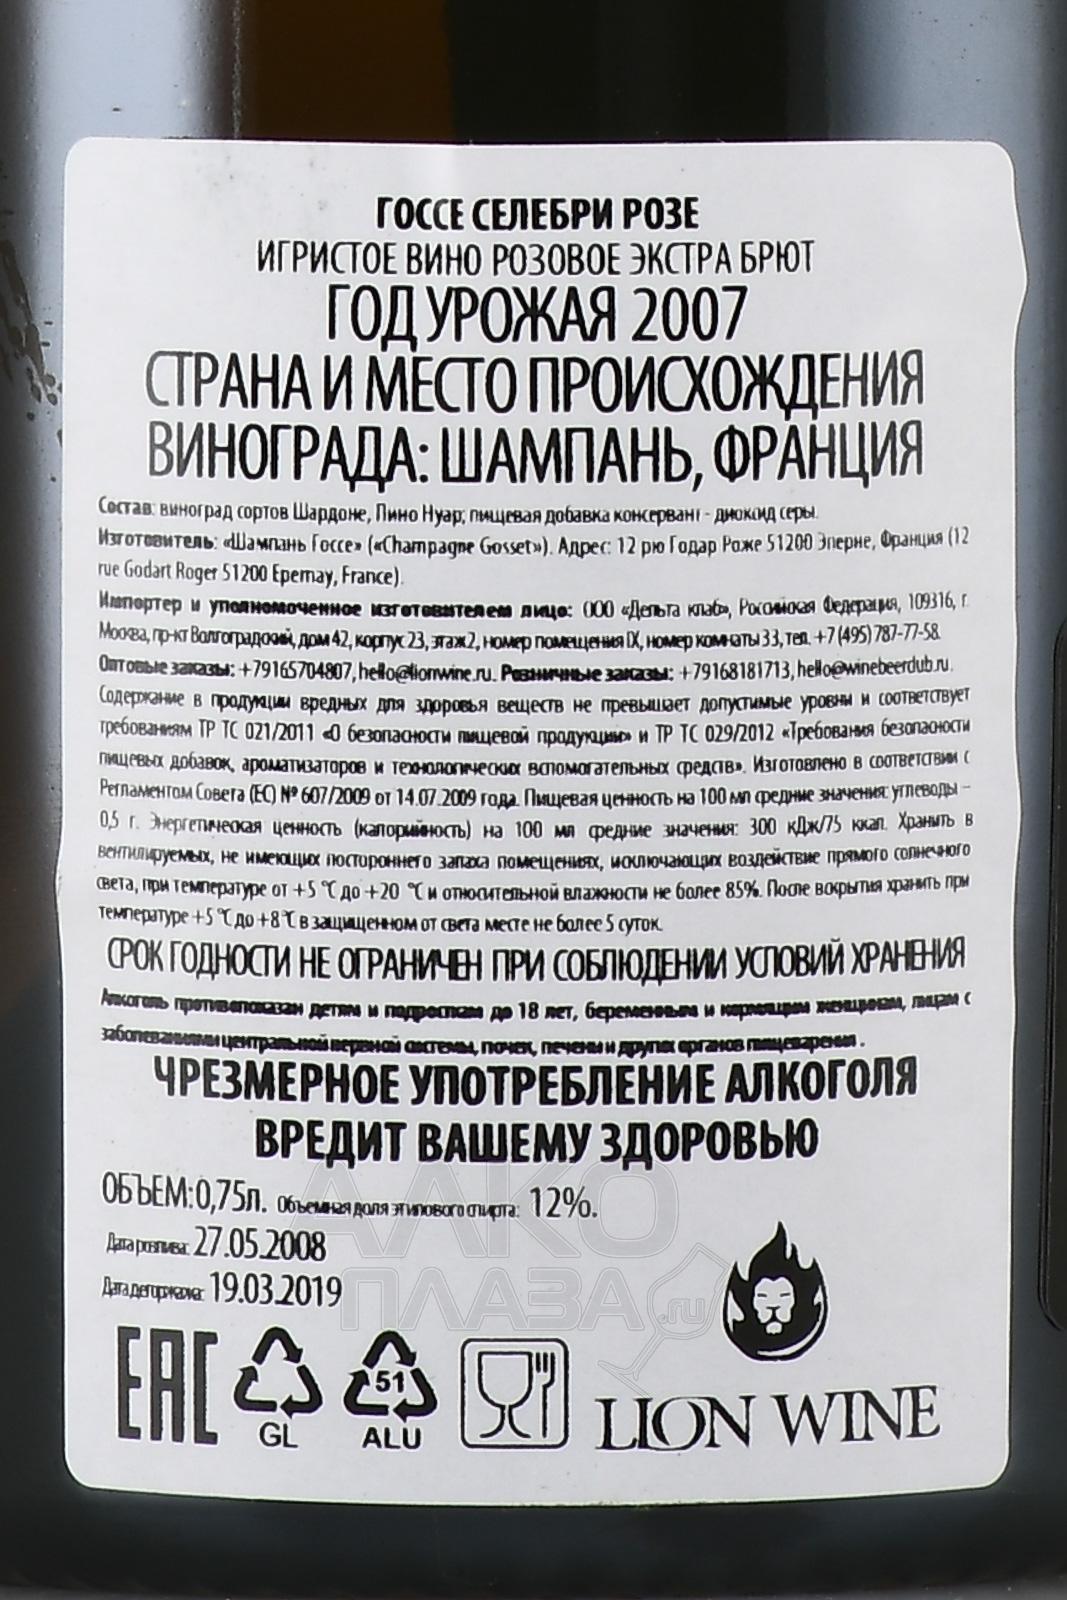 ГОССЕ СЕЛЕБРИ РОЗЕ
ИГРИСТОЕ ВИНО РОЗОВОЕ ЭКСТРА БРЮТ
ГОД УРОЖАЯ 2007
СТРАНА И МЕСТО ПРОИСХОЖДЕНИЯ
ВИНОГРАДА: ШАМПАНЬ, ФРАНЦИЯ
Состав: виноград сортов Шардоне, Пино Нуар; пищевая добавка консервант - диоксид серы.
Изготовитель: «Шампань Госсе» («Champagne Gosset»). Адрес: 12 рю Годар Роже 51200 Эперне, Франция (12
rue Godart Roger 51200 Epernay, France).
Импортер и уполномоченное изготовителем лицо: ООО «Дельта клаб», Российская Федерация, 109316, г.
Москва, пр-кт Волгоградский, дом 42, корпус 23, этаж 2, номер помещения IX, номер комнаты 33, тел. +7 (495) 787-77-58.
Оптовые заказы: +79165704807, hello@lionwine.ru. Розничные заказы: +79168181713, hello@winebeerclub.ru.
Содержание в продукции вредных для здоровья веществ не превышает допустимые уровни и соответствует
требованиям ТР ТС 021/2011 «О безопасности пищевой продукции» и ТР ТС 029/2012 «Требования безопасности
пищевых добавок, ароматизаторов и технологических вспомогательных средств». Изготовлено в соответствии с
Регламентом Совета (ЕС) № 607/2009 от 14.07.2009 года. Пищевая ценность на 100 мл средние значения: углеводы –
0,5 г. Энергетическая ценность (калорийность) на 100 мл средние значения: 300 кДж/75 ккал. Хранить в
вентилируемых, не имеющих постороннего запаха помещениях, исключающих воздействие прямого солнечного
света, при температуре от +5 ℃ до +20 ℃ и относительной влажности не более 85%. После вскрытия хранить при
температуре +5 ℃ до +8 ℃ в защищенном от света месте не более 5 суток.
СРОК ГОДНОСТИ НЕ ОГРАНИЧЕН ПРИ СОБЛЮДЕНИИ УСЛОВИЙ ХРАНЕНИЯ
Алкоголь противопоказан детям и подросткам до 18 лет, беременным и кормящим женщинам, лицам с
заболеваниями центральной нервной системы, почек, печени и других органов пищеварения .
ЧРЕЗМЕРНОЕ УПОТРЕБЛЕНИЕ АЛКОГОЛЯ
ВРЕДИТ ВАШЕМУ ЗДОРОВЬЮ
ОБЪЕМ: 0,75л. Объемная доля этилового спирта: 12%.
Дата розлива: 27.05.2008
Дата дегоржажа: 19.03.2019
АЛКО
ПЛАЗА.ru
EAC
GL
51
ALU
LION WINE